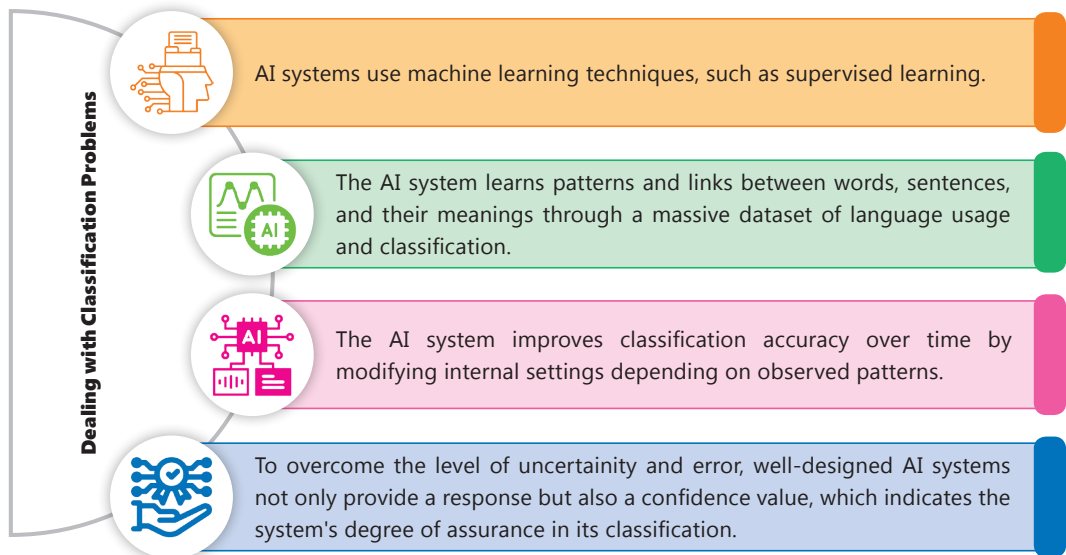 Dealing with Classification Problems
AI systems use machine learning techniques, such as supervised learning.
The AI system learns patterns and links between words, sentences,
and their meanings through a massive dataset of language usage
and classification.
AI
The AI system improves classification accuracy over time by
modifying internal settings depending on observed patterns.
AI
To overcome the level of uncertainity and error, well-designed AI systems
not only provide a response but also a confidence value, which indicates the
system's degree of assurance in its classification.